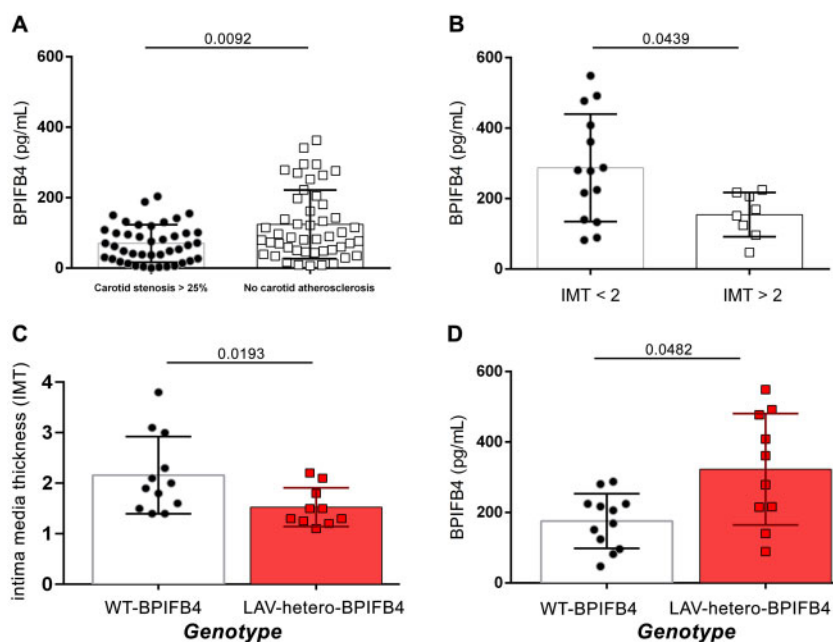 A
0.0092
BPIFB4 (pg/mL)
600
400
200
0
Carotid stenosis > 25%
No carotid atherosclerosis
B
0.0439
BPIFB4 (pg/mL)
600
400
200
0
IMT < 2
IMT > 2
C
0.0193
intima media thickness (IMT)
4
3
2
1
0
WT-BPIFB4
LAV-hetero-BPIFB4
Genotype
D
0.0482
BPIFB4 (pg/mL)
600
400
200
0
WT-BPIFB4
LAV-hetero-BPIFB4
Genotype